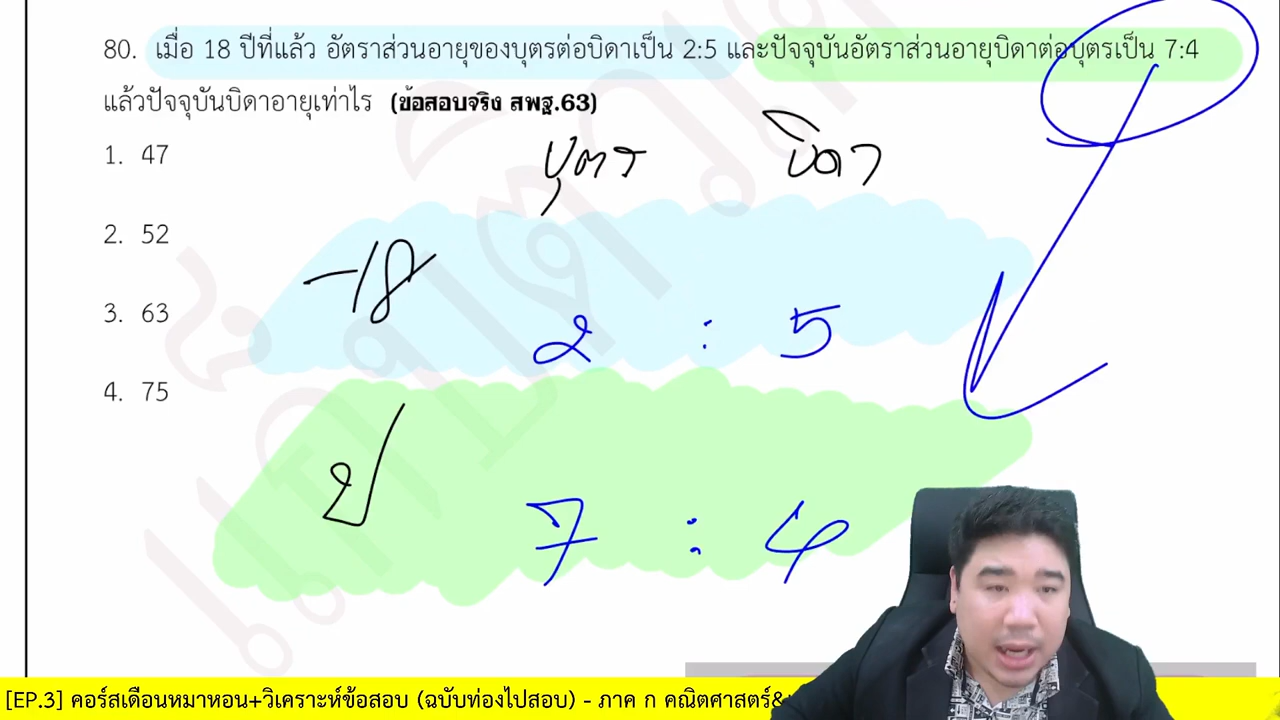 80. เมื่อ 18 ปีที่แล้ว อัตราส่วนอายุของบุตรต่อบิดาเป็น 2:5 และปัจจุบันอัตราส่วนอายุบิดาต่อบุตรเป็น 7:4
แล้วปัจจุบันบิดาอายุเท่าไร (ข้อสอบจริง สพฐ.63)
1. 47
บุตร บิดา
2. 52
-18
3. 63
2 : 5
4. 75
ป
7 : 4
[EP.3] คอร์สเดือนหมาหอน+วิเคราะห์ข้อสอบ (ฉบับท่องไปสอบ) - ภาค ก คณิตศาสตร์&